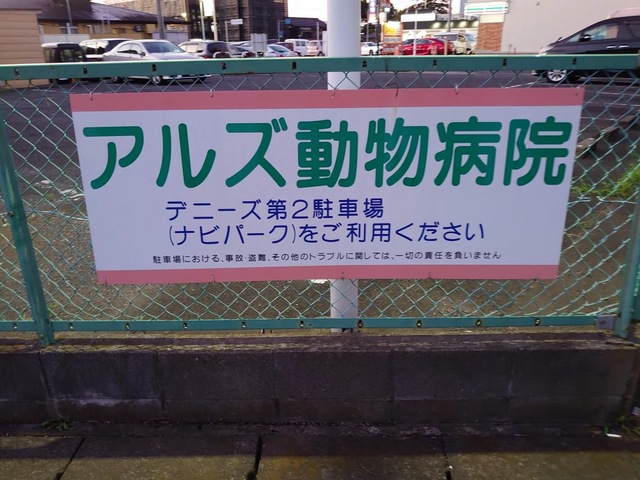 アルズ動物病院
デニーズ第2駐車場
(ナビパーク)をご利用ください
駐車場における、事故・盗難、その他のトラブルに関しては、一切の責任を負いません